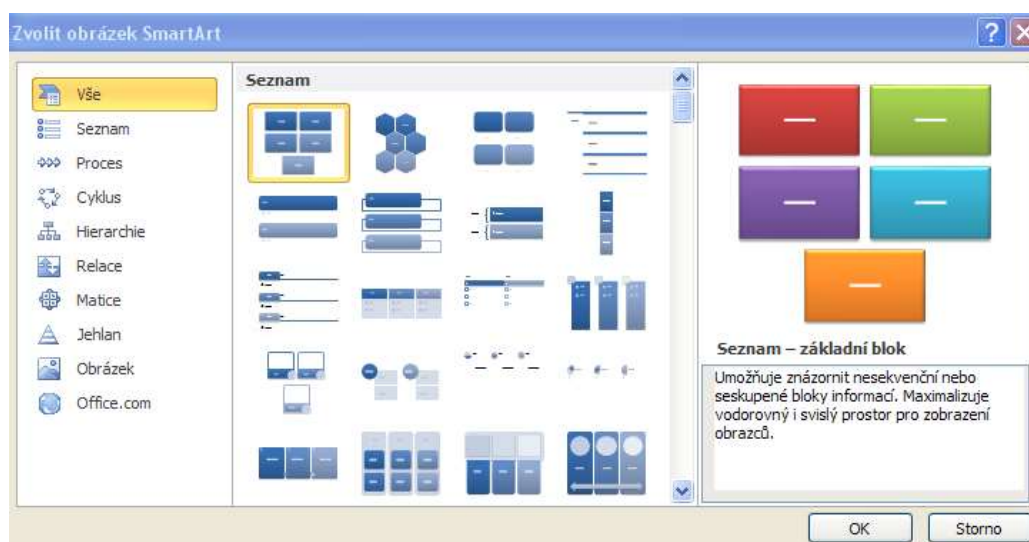 Zvolit obrázek SmartArt
Vše
Seznam
Proces
Cyklus
Hierarchie
Relace
Matice
Jehlan
Obrázek
Office.com
Seznam
Seznam – základní blok
Umožňuje znázornit nesekvenční nebo
seskupené bloky informací. Maximalizuje
vodorovný i svislý prostor pro zobrazení
obrazců.
OK
Storno